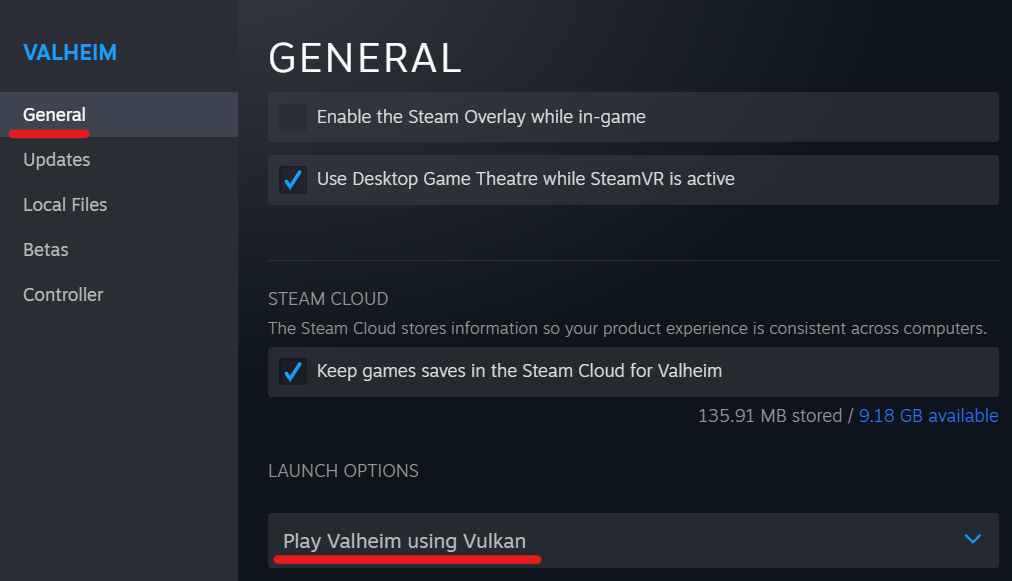 VALHEIM
General
Updates
Local Files
Betas
Controller
GENERAL
Enable the Steam Overlay while in-game
Use Desktop Game Theatre while SteamVR is active
STEAM CLOUD
The Steam Cloud stores information so your product experience is consistent across computers.
Keep games saves in the Steam Cloud for Valheim
135.91 MB stored / 9.18 GB available
LAUNCH OPTIONS
Play Valheim using Vulkan